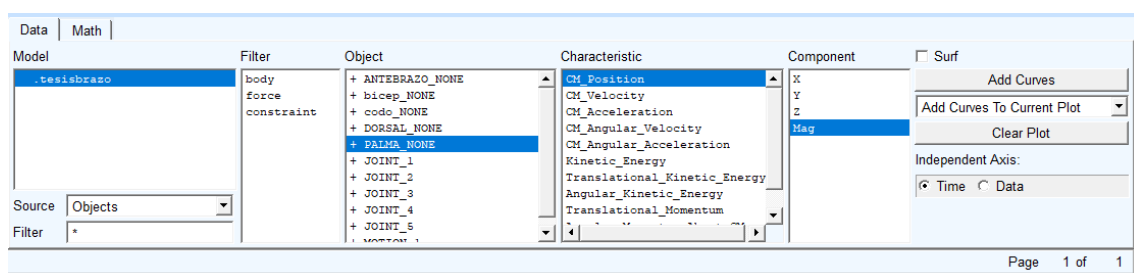 Data Math
Model Filter Object Characteristic Component Surf
.tesisbrazo
body
force
constraint
+ ANTEBRAZO_NONE
+ bicep_NONE
+ codo_NONE
+ DORSAL_NONE
+ PALMA_NONE
+ JOINT_1
+ JOINT_2
+ JOINT_3
+ JOINT_4
+ JOINT_5
+ MOTION_1
CM_Position
CM_Velocity
CM_Acceleration
CM_Angular_Velocity
CM_Angular_Acceleration
Kinetic_Energy
Translational_Kinetic_Energy
Angular_Kinetic_Energy
Translational_Momentum
X
Y
Z
Mag
Add Curves
Add Curves To Current Plot
Clear Plot
Independent Axis:
Time Data
Source Objects
Filter *
Page 1 of 1